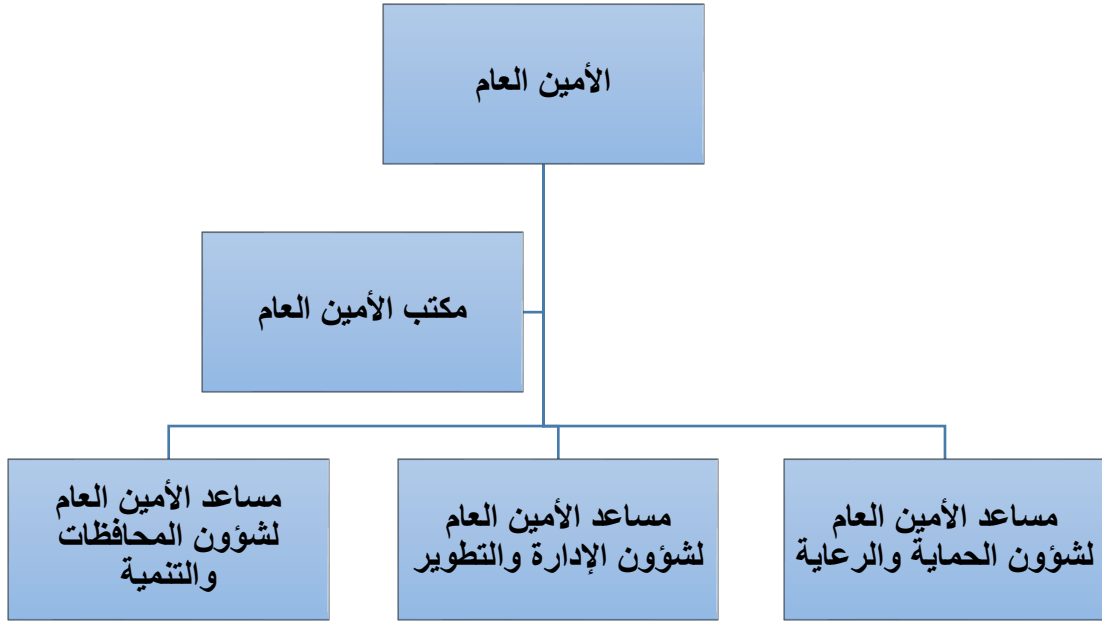 الأمين العام
مكتب الأمين العام
مساعد الأمين العام
لشؤون الحماية والرعاية
مساعد الأمين العام
لشؤون الإدارة والتطوير
مساعد الأمين العام
لشؤون المحافظات
والتنمية